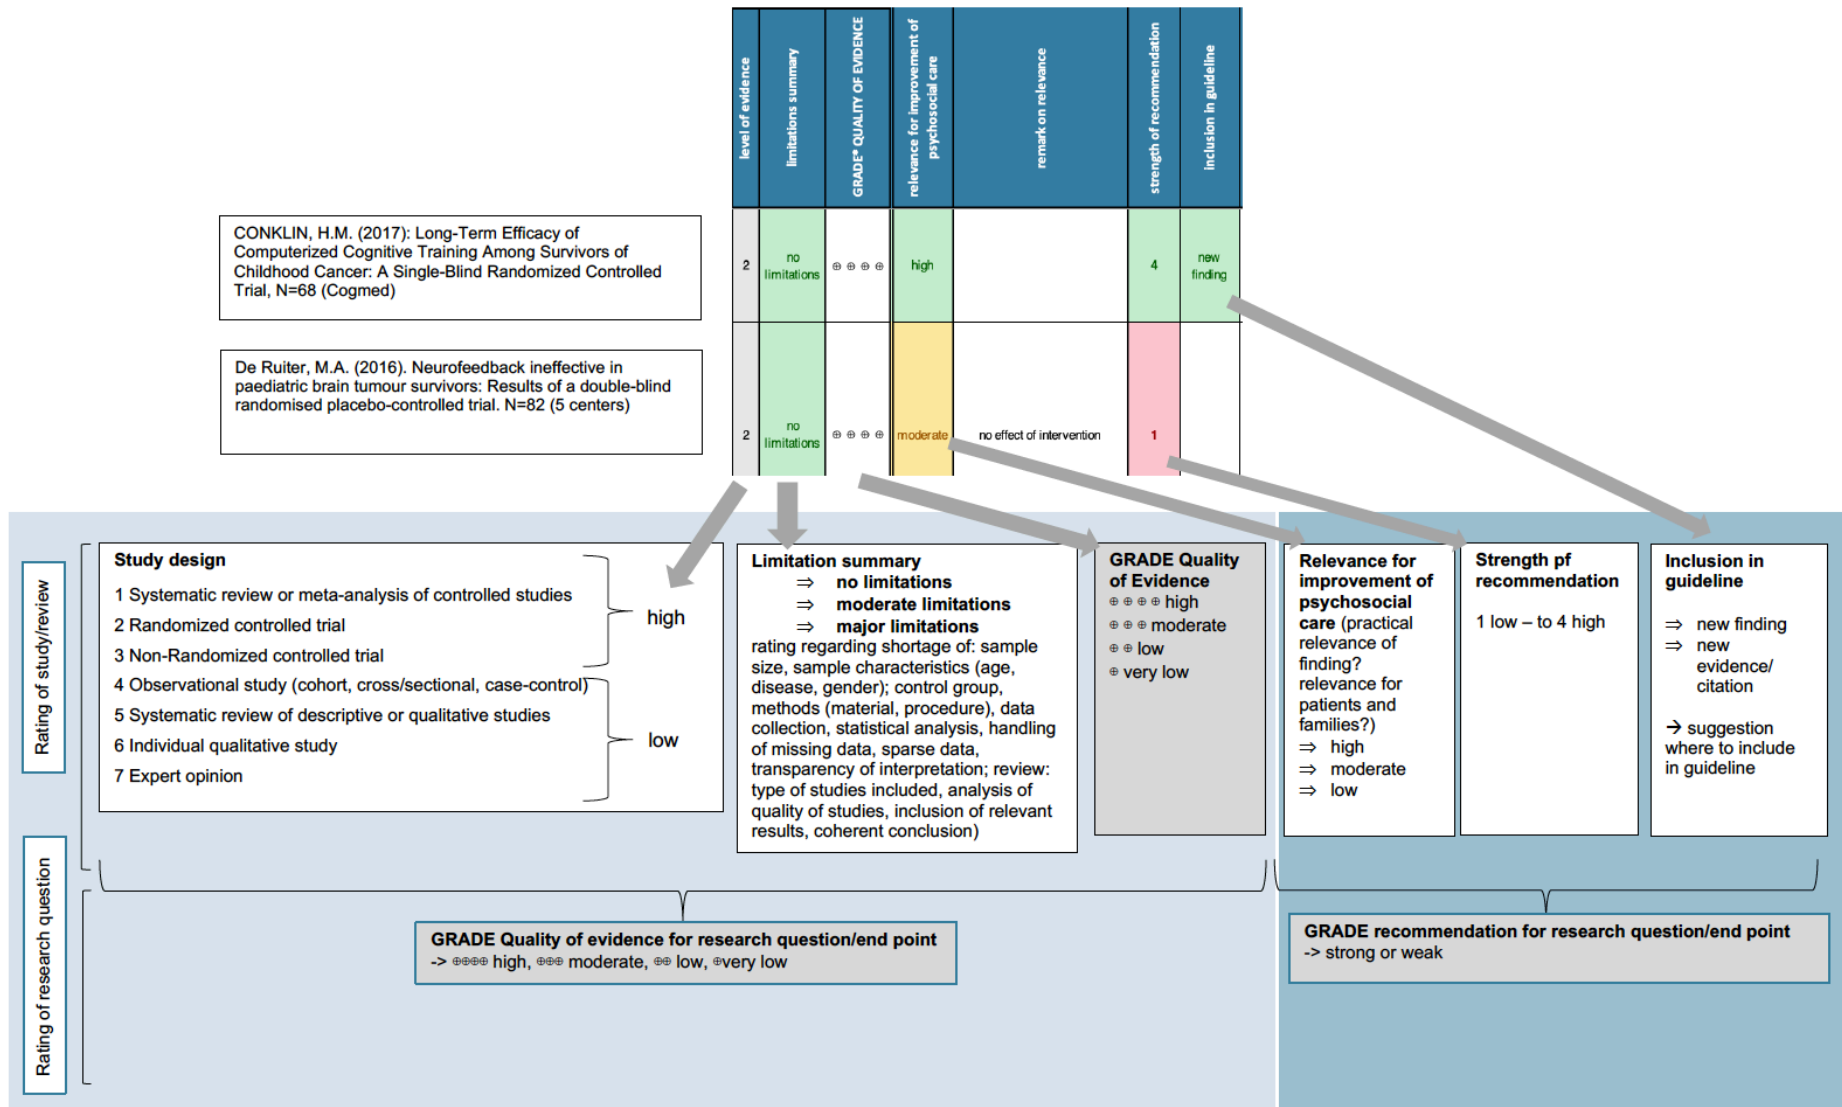 level of evidence
limitations summary
GRADE* QUALITY OF EVIDENCE
relevance for improvement of
psychosocial care
remark on relevance
strength of recommendation
inclusion in guideline
CONKLIN, H.M. (2017): Long-Term Efficacy of
Computerized Cognitive Training Among Survivors of
Childhood Cancer: A Single-Blind Randomized Controlled
Trial, N=68 (Cogmed)
2
no
limitations
⊕ ⊕ ⊕ ⊕
high
4
new
finding
De Ruiter, M.A. (2016). Neurofeedback ineffective in
paediatric brain tumour survivors: Results of a double-blind
randomised placebo-controlled trial. N=82 (5 centers)
2
no
limitations
⊕ ⊕ ⊕ ⊕
moderate
no effect of intervention
1
Rating of study/review
Study design
1 Systematic review or meta-analysis of controlled studies
2 Randomized controlled trial
3 Non-Randomized controlled trial
4 Observational study (cohort, cross/sectional, case-control)
5 Systematic review of descriptive or qualitative studies
6 Individual qualitative study
7 Expert opinion
high
low
Limitation summary
⇒ no limitations
⇒ moderate limitations
⇒ major limitations
rating regarding shortage of: sample
size, sample characteristics (age,
disease, gender); control group,
methods (material, procedure), data
collection, statistical analysis, handling
of missing data, sparse data,
transparency of interpretation; review:
type of studies included, analysis of
quality of studies, inclusion of relevant
results, coherent conclusion)
GRADE Quality
of Evidence
⊕ ⊕ ⊕ ⊕ high
⊕ ⊕ ⊕ moderate
⊕ ⊕ low
⊕ very low
Relevance for
improvement of
psychosocial
care (practical
relevance of
finding?
relevance for
patients and
families?)
⇒ high
⇒ moderate
⇒ low
Strength pf
recommendation
1 low – to 4 high
Inclusion in
guideline
⇒ new finding
⇒ new
evidence/
citation
→ suggestion
where to include
in guideline
Rating of research question
GRADE Quality of evidence for research question/end point
-> ⊕⊕⊕⊕ high, ⊕⊕⊕ moderate, ⊕⊕ low, ⊕very low
GRADE recommendation for research question/end point
-> strong or weak